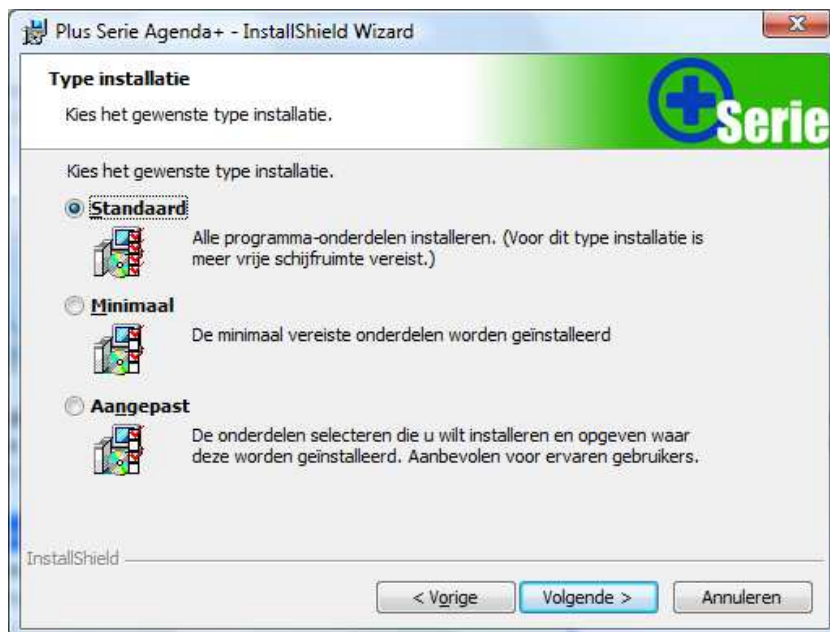 Plus Serie Agenda+ - InstallShield Wizard
Type installatie
Kies het gewenste type installatie.
Serie
Kies het gewenste type installatie.
Standaard
Alle programma-onderdelen installeren. (Voor dit type installatie is
meer vrije schijfruimte vereist.)
Minimaal
De minimaal vereiste onderdelen worden geïnstalleerd
Aangepast
De onderdelen selecteren die u wilt installeren en opgeven waar
deze worden geïnstalleerd. Aanbevolen voor ervaren gebruikers.
InstallShield
< Vorige
Volgende >
Annuleren